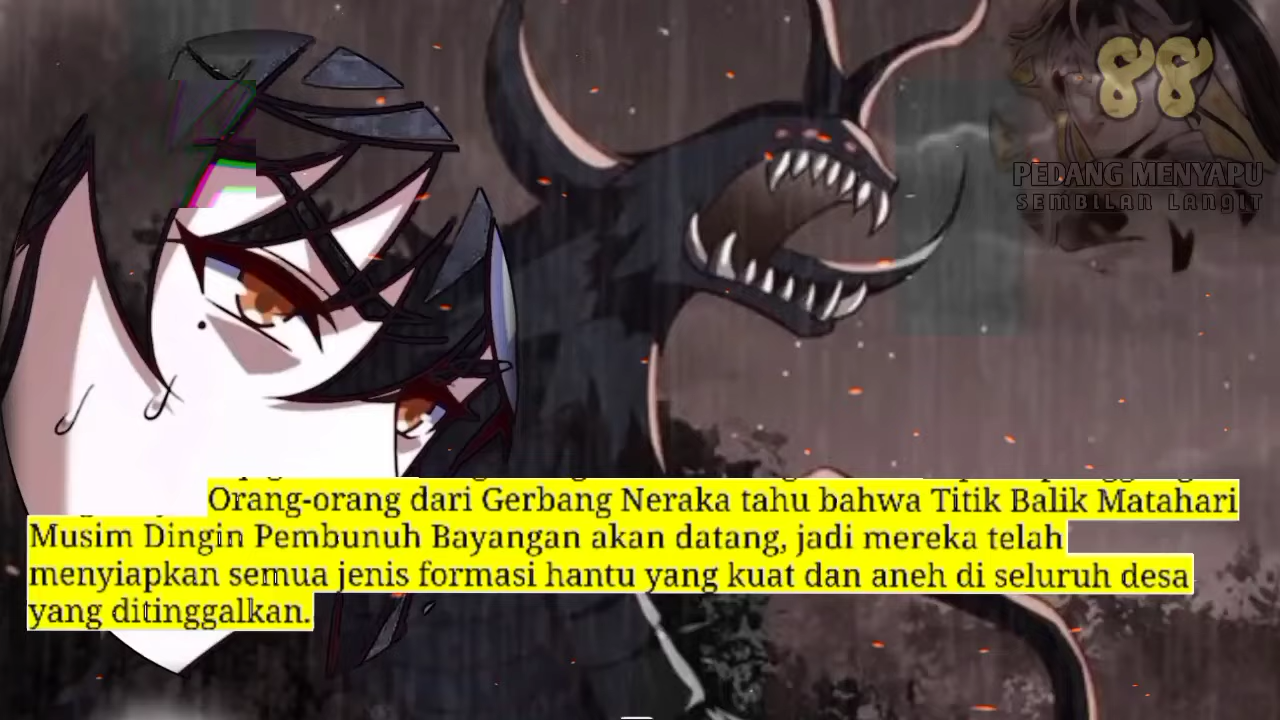 88
PEDANG MENYAPU
SEMBILAN LANGIT
Orang-orang dari Gerbang Neraka tahu bahwa Titik Balik Matahari
Musim Dingin Pembunuh Bayangan akan datang, jadi mereka telah
menyiapkan semua jenis formasi hantu yang kuat dan aneh di seluruh desa
yang ditinggalkan.